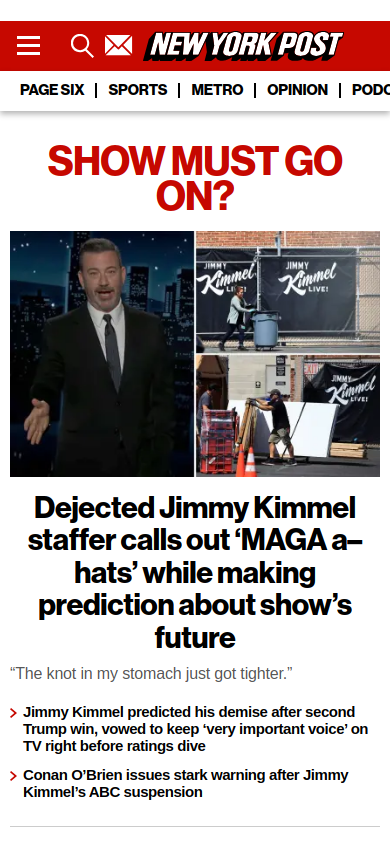 NEW YORK POST
PAGE SIX | SPORTS | METRO | OPINION | PODC
SHOW MUST GO
ON?
JIMMY
Kimmel
LIVE!
JIMMY
Kimmel
LIVE!
JIMMY
Kimmel
LIVE!
Dejected Jimmy Kimmel
staffer calls out ‘MAGA a–
hats’ while making
prediction about show’s
future
“The knot in my stomach just got tighter.”
Jimmy Kimmel predicted his demise after second
Trump win, vowed to keep ‘very important voice’ on
TV right before ratings dive
Conan O’Brien issues stark warning after Jimmy
Kimmel’s ABC suspension